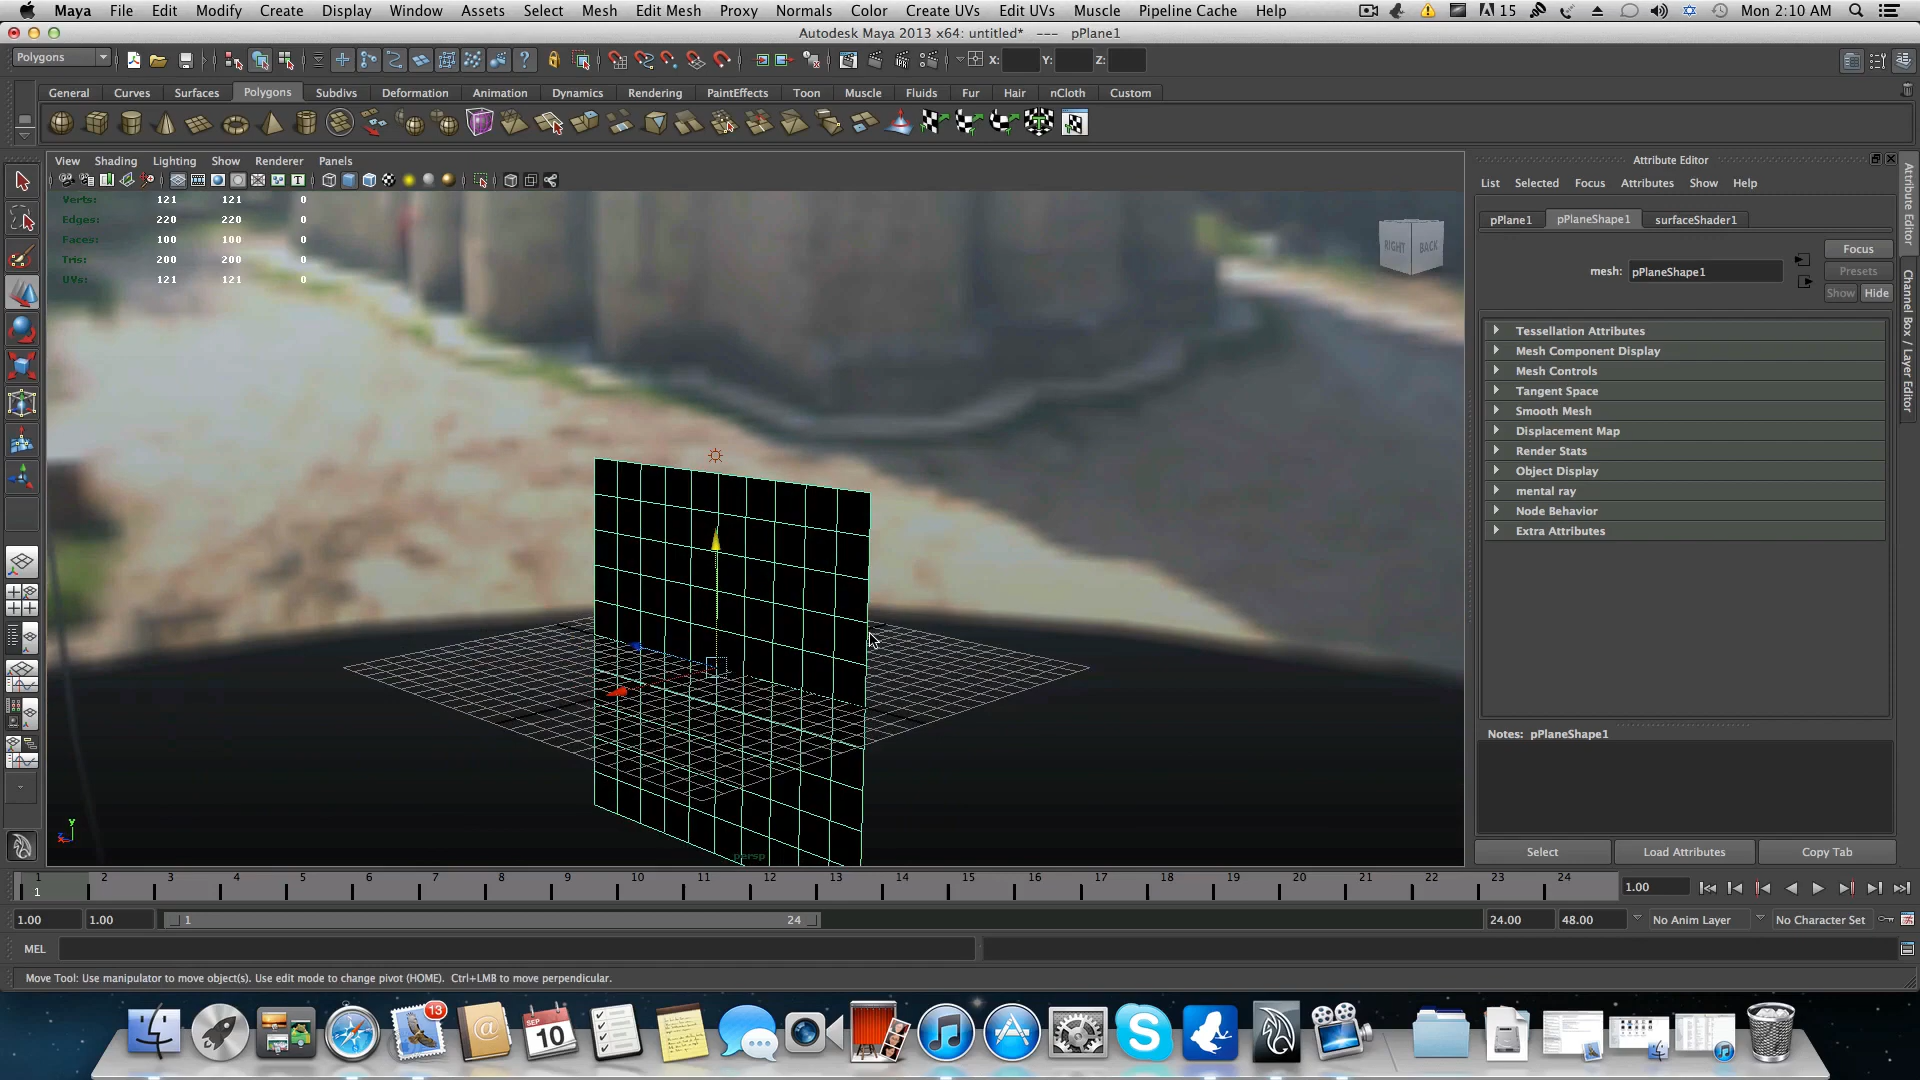 Maya File Edit Modify Create Display Window Assets Select Mesh Edit Mesh Proxy Normals Color Create UVs Edit UVs Muscle Pipeline Cache Help 15 Mon 2:10 AM
Autodesk Maya 2013 x64: untitled* --- pPlane1
Polygons X: Y: Z:
General Curves Surfaces Polygons Subdivs Deformation Animation Dynamics Rendering PaintEffects Toon Muscle Fluids Fur Hair nCloth Custom
View Shading Lighting Show Renderer Panels
Attribute Editor
List Selected Focus Attributes Show Help
Verts: 121 121 0
Edges: 220 220 0
Faces: 100 100 0
Tris: 200 200 0
UVs: 121 121 0
RIGHT BACK
pPlane1 pPlaneShape1 surfaceShader1
Focus
mesh: pPlaneShape1
Presets
Show Hide
Tessellation Attributes
Mesh Component Display
Mesh Controls
Tangent Space
Smooth Mesh
Displacement Map
Render Stats
Object Display
mental ray
Node Behavior
Extra Attributes
Notes: pPlaneShape1
Select Load Attributes Copy Tab
Attribute Editor
Channel Box / Layer Editor
y
z x
persp
1 2 3 4 5 6 7 8 9 10 11 12 13 14 15 16 17 18 19 20 21 22 23 24
1 1.00
1.00 1.00 1 24 24.00 48.00 No Anim Layer No Character Set
MEL
Move Tool: Use manipulator to move object(s). Use edit mode to change pivot (HOME). Ctrl+LMB to move perpendicular.
13
SEP
10